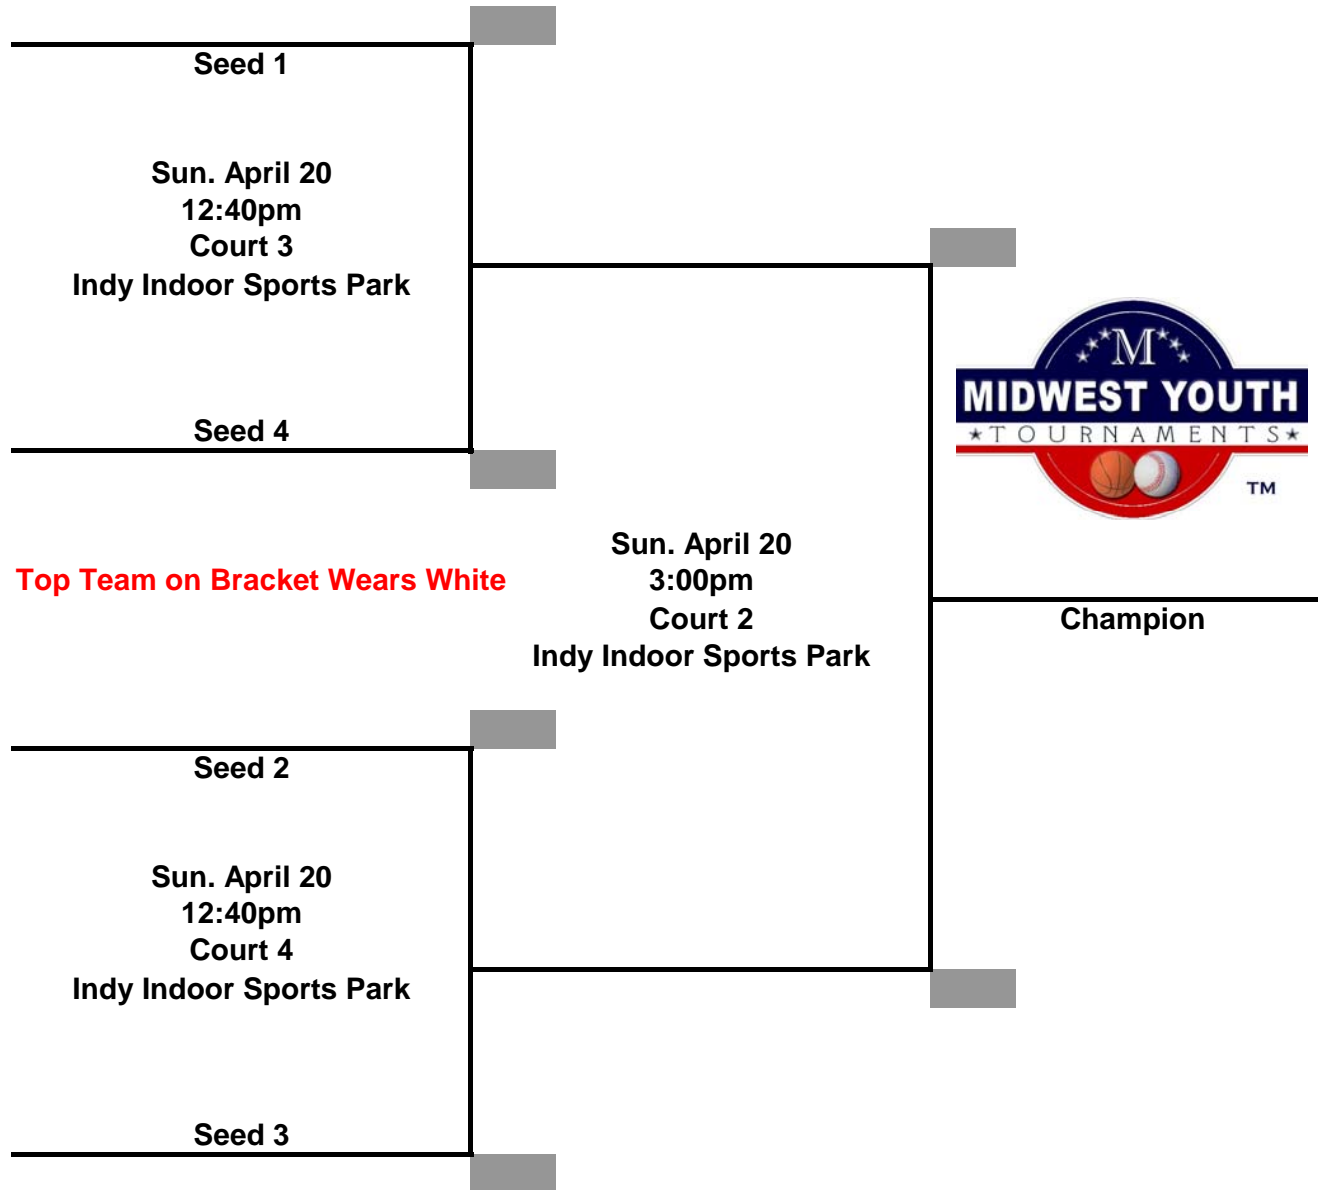 Seed 1
Sun. April 20
12:40pm
Court 3
Indy Indoor Sports Park
Seed 4
M
MIDWEST YOUTH
★TOURNAMENTS★
TM
Top Team on Bracket Wears White
Sun. April 20
3:00pm
Court 2
Indy Indoor Sports Park
Champion
Seed 2
Sun. April 20
12:40pm
Court 4
Indy Indoor Sports Park
Seed 3